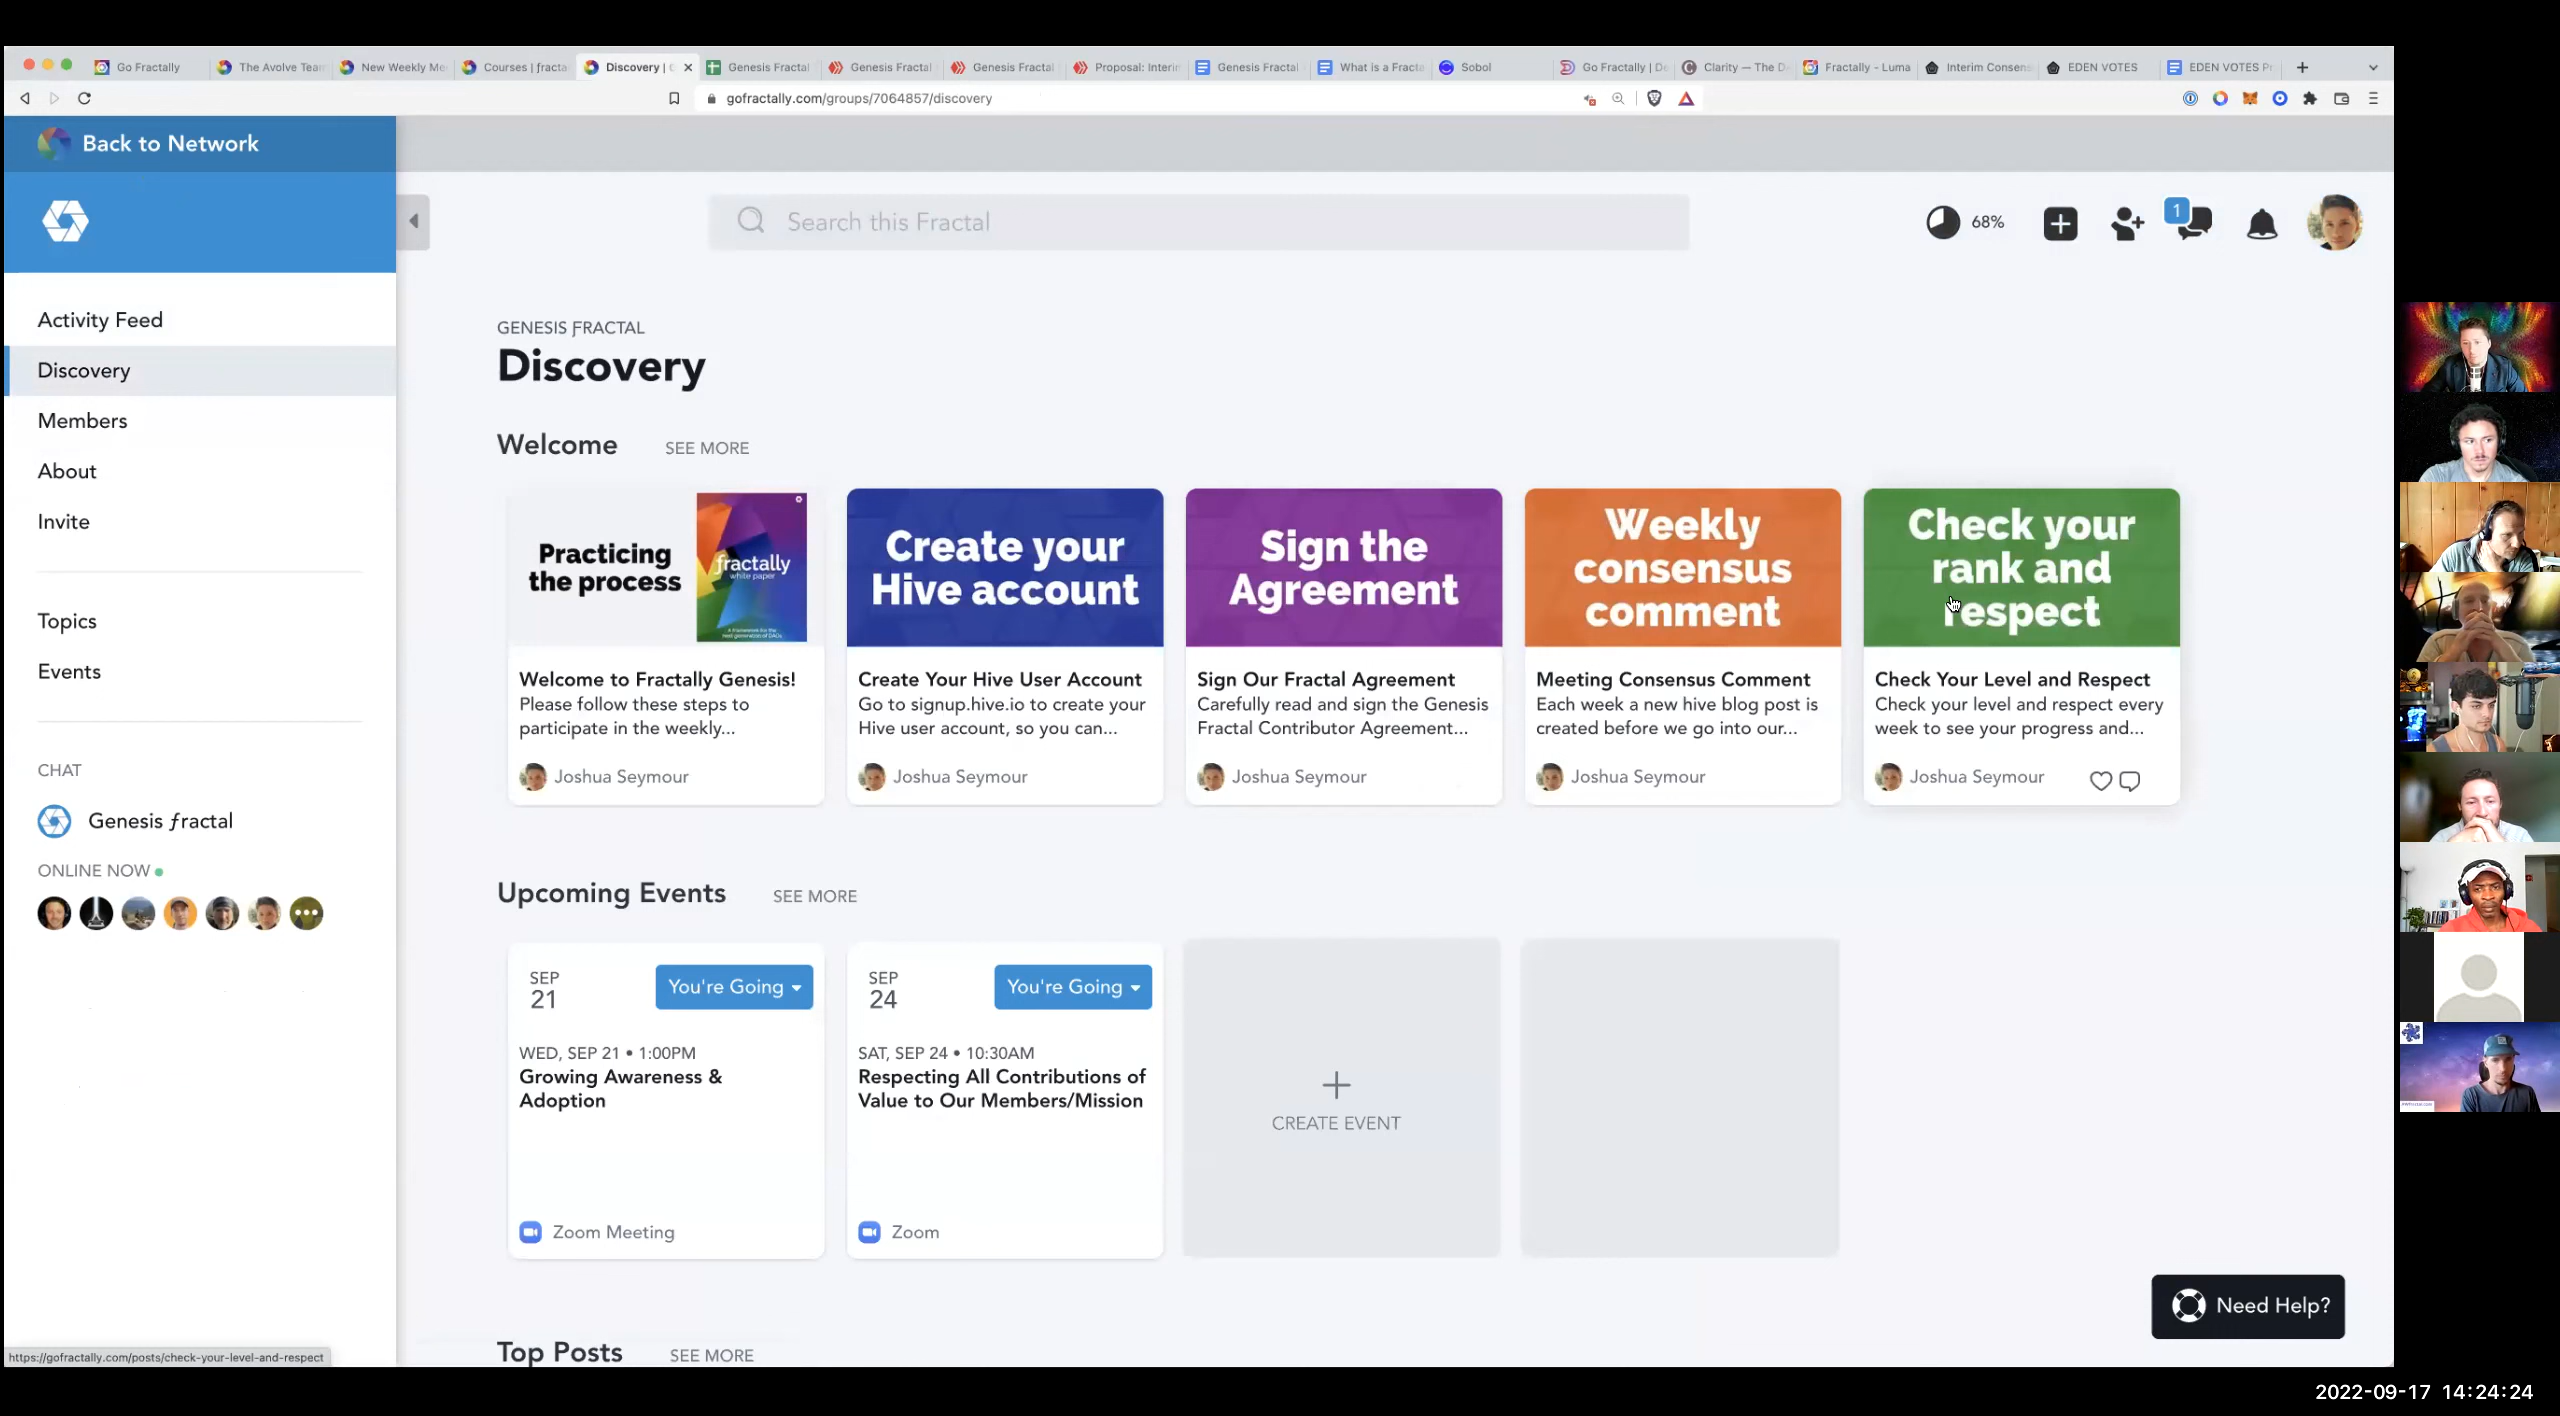 Go Fractally
The Avolve Tea
New Weekly Me
Courses | ƒracta
Discovery |
Genesis Fractal
Genesis Fractal
Genesis Fractal
Proposal: Interi
Genesis Fractal
What is a Fracta
Sobol
Go Fractally | De
Clarity — The D
Fractally - Luma
Interim Consens
EDEN VOTES
EDEN VOTES Pr
gofractally.com/groups/7064857/discovery
Back to Network
Search this Fractal
68%
1
Activity Feed
Discovery
Members
About
Invite
Topics
Events
CHAT
Genesis ƒractal
ONLINE NOW
GENESIS ƑRACTAL
Discovery
Welcome SEE MORE
Practicing
the process
ƒractally
white paper
Create your
Hive account
Sign the
Agreement
Weekly
consensus
comment
Check your
rank and
respect
Welcome to Fractally Genesis!
Please follow these steps to
participate in the weekly...
Joshua Seymour
Create Your Hive User Account
Go to signup.hive.io to create your
Hive user account, so you can...
Joshua Seymour
Sign Our Fractal Agreement
Carefully read and sign the Genesis
Fractal Contributor Agreement...
Joshua Seymour
Meeting Consensus Comment
Each week a new hive blog post is
created before we go into our...
Joshua Seymour
Check Your Level and Respect
Check your level and respect every
week to see your progress and...
Joshua Seymour
Upcoming Events SEE MORE
SEP
21
You're Going
WED, SEP 21 • 1:00PM
Growing Awareness &
Adoption
Zoom Meeting
SEP
24
You're Going
SAT, SEP 24 • 10:30AM
Respecting All Contributions of
Value to Our Members/Mission
Zoom
CREATE EVENT
Need Help?
Top Posts SEE MORE
https://gofractally.com/posts/check-your-level-and-respect
2022-09-17 14:24:24